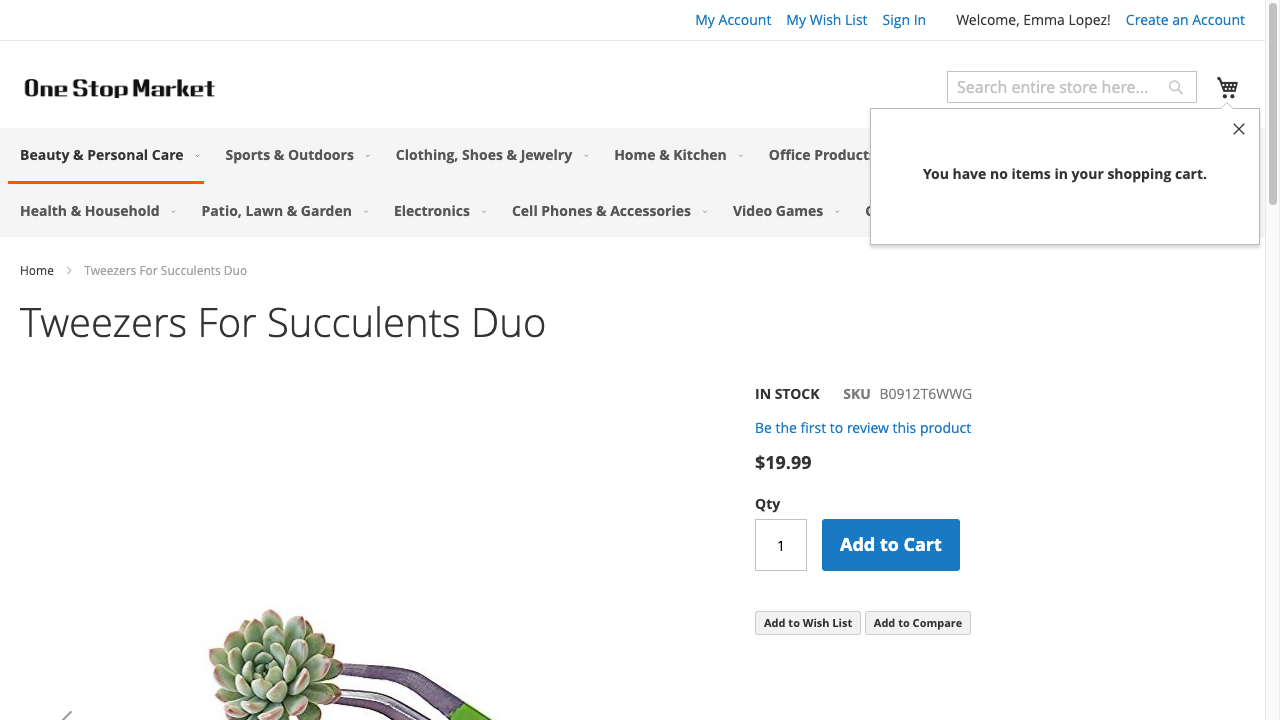 My Account My Wish List Sign In Welcome, Emma Lopez! Create an Account
One Stop Market
Search entire store here...
You have no items in your shopping cart.
Beauty & Personal Care Sports & Outdoors Clothing, Shoes & Jewelry Home & Kitchen Office Products
Health & Household Patio, Lawn & Garden Electronics Cell Phones & Accessories Video Games
Home Tweezers For Succulents Duo
Tweezers For Succulents Duo
IN STOCK SKU B0912T6WWG
Be the first to review this product
$19.99
Qty
1 Add to Cart
Add to Wish List Add to Compare